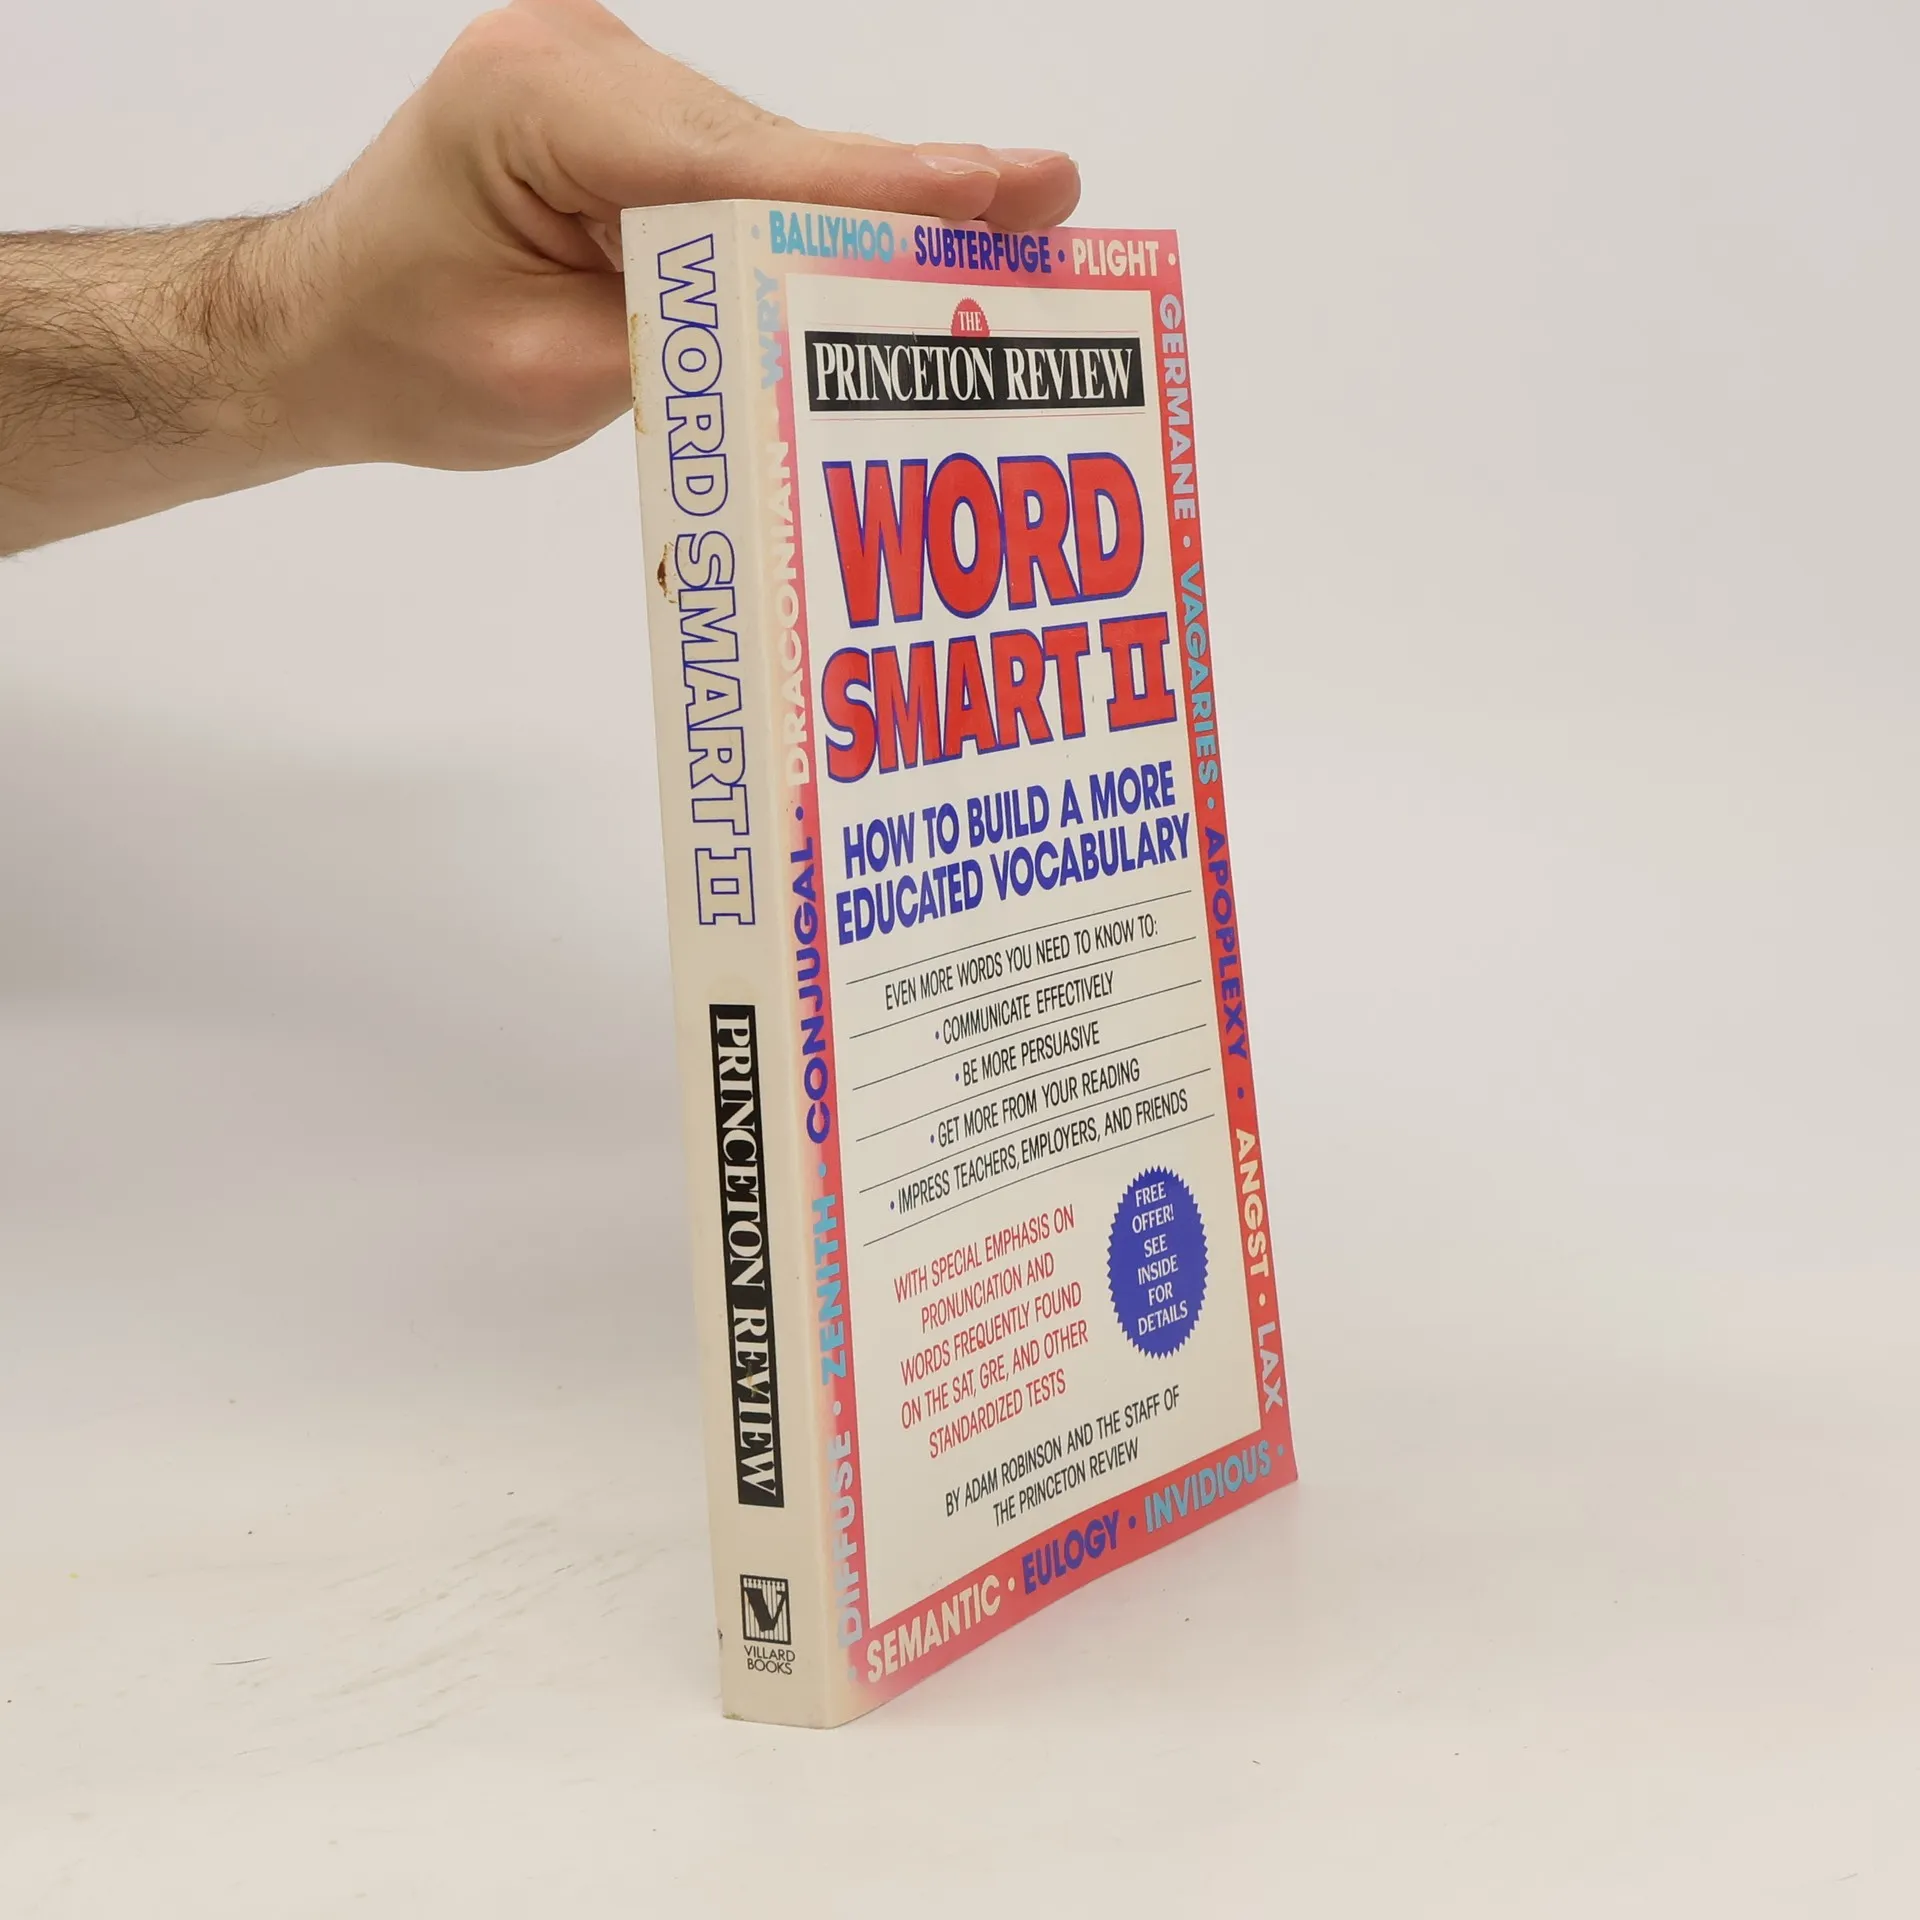 WORD SMART II
PRINCETON REVIEW
V
VILLARD
BOOKS
• BALLYHOO • SUBTERFUGE • PLIGHT •
GERMANE • VAGARIES • APOPLEXY • ANGST • LAX
• DIFFUSE • ZENITH • CONJUGAL • DRACONIAN • WRY
SEMANTIC • EULOGY • INVIDIOUS •
THE
PRINCETON REVIEW
WORD
SMART II
HOW TO BUILD A MORE
EDUCATED VOCABULARY
EVEN MORE WORDS YOU NEED TO KNOW TO:
• COMMUNICATE EFFECTIVELY
• BE MORE PERSUASIVE
• GET MORE FROM YOUR READING
• IMPRESS TEACHERS, EMPLOYERS, AND FRIENDS
WITH SPECIAL EMPHASIS ON
PRONUNCIATION AND
WORDS FREQUENTLY FOUND
ON THE SAT, GRE, AND OTHER
STANDARDIZED TESTS
FREE
OFFER!
SEE
INSIDE
FOR
DETAILS
BY ADAM ROBINSON AND THE STAFF OF
THE PRINCETON REVIEW